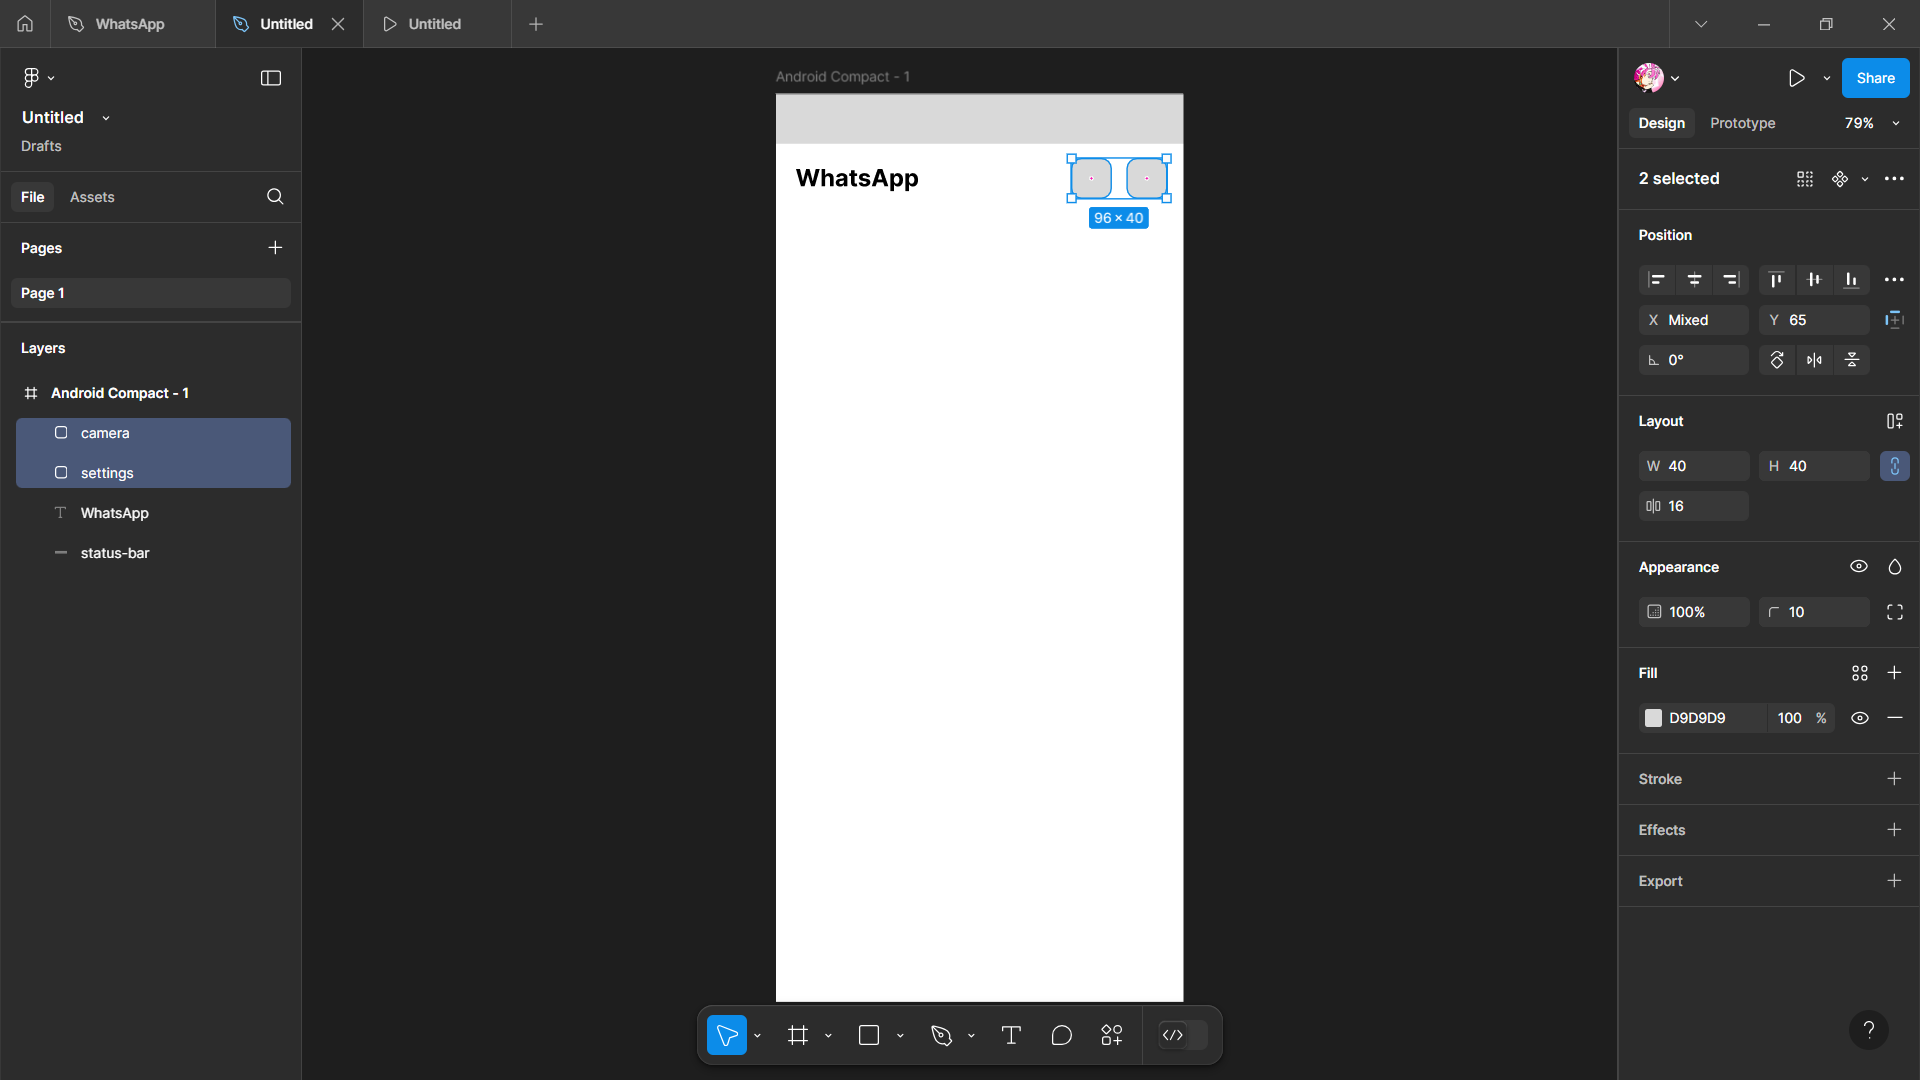 WhatsApp
Untitled
Untitled
Untitled
Drafts
File
Assets
Pages
Page 1
Layers
Android Compact - 1
camera
settings
WhatsApp
status-bar
Android Compact - 1
WhatsApp
96 × 40
Share
Design
Prototype
79%
2 selected
Position
X Mixed
Y 65
0°
Layout
W 40
H 40
16
Appearance
100%
10
Fill
D9D9D9 100 %
Stroke
Effects
Export
?